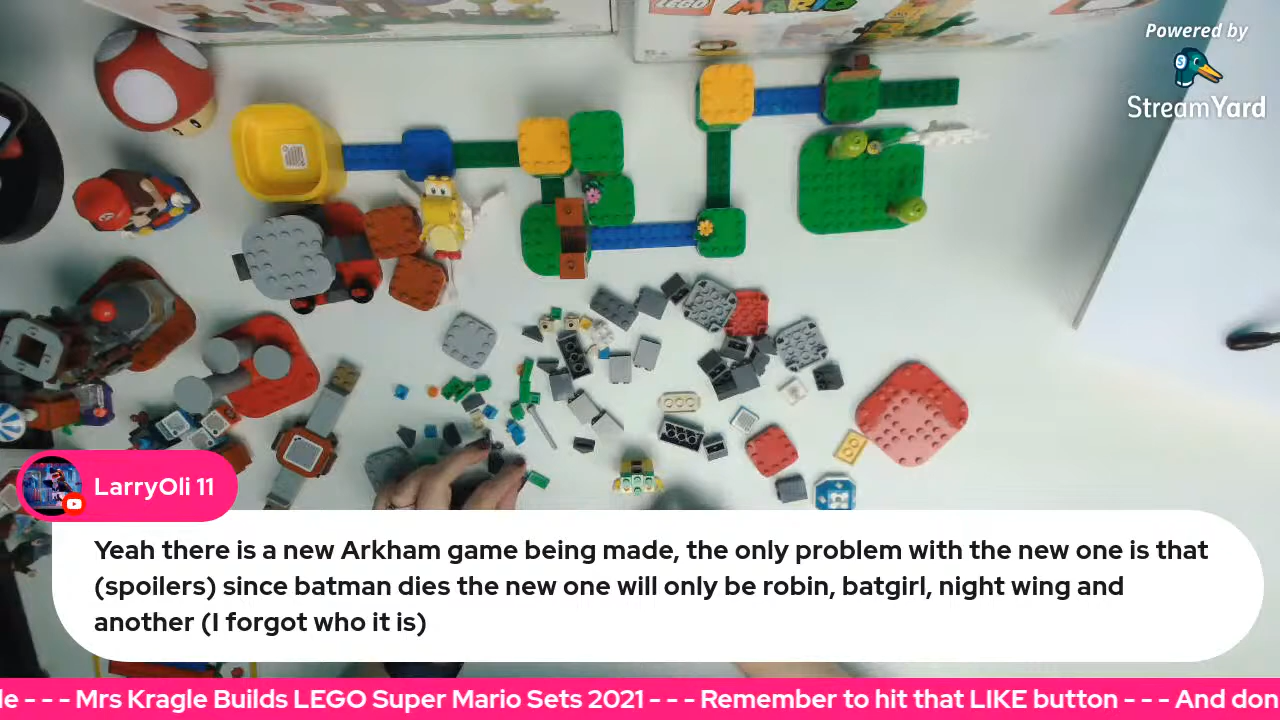 LEGO
MARIO
Powered by
StreamYard
LarryOli 11
Yeah there is a new Arkham game being made, the only problem with the new one is that
(spoilers) since batman dies the new one will only be robin, batgirl, night wing and
another (I forgot who it is)
le - - - Mrs Kragle Builds LEGO Super Mario Sets 2021 - - - Remember to hit that LIKE button - - - And don